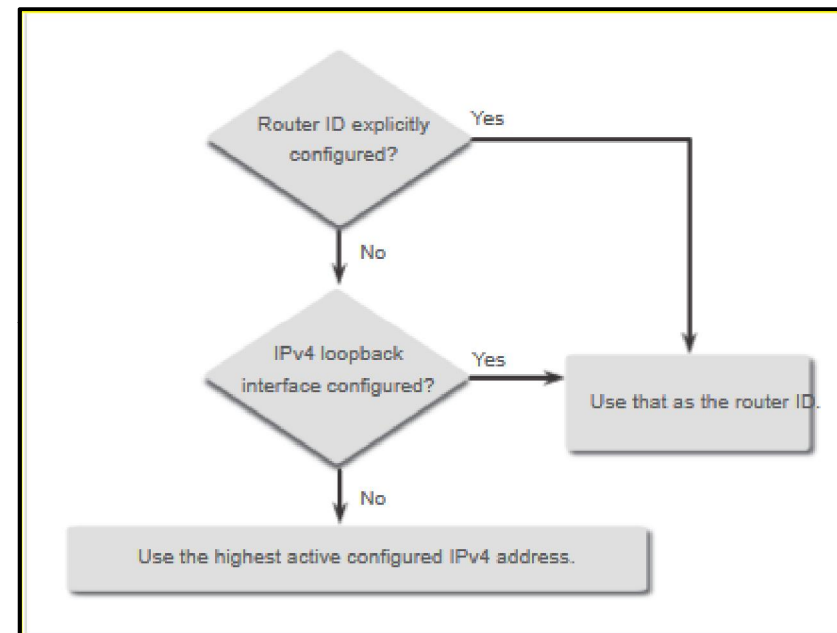 Router ID explicitly
configured?
Yes
No
IPv4 loopback
interface configured?
Yes
Use that as the router ID.
No
Use the highest active configured IPv4 address.